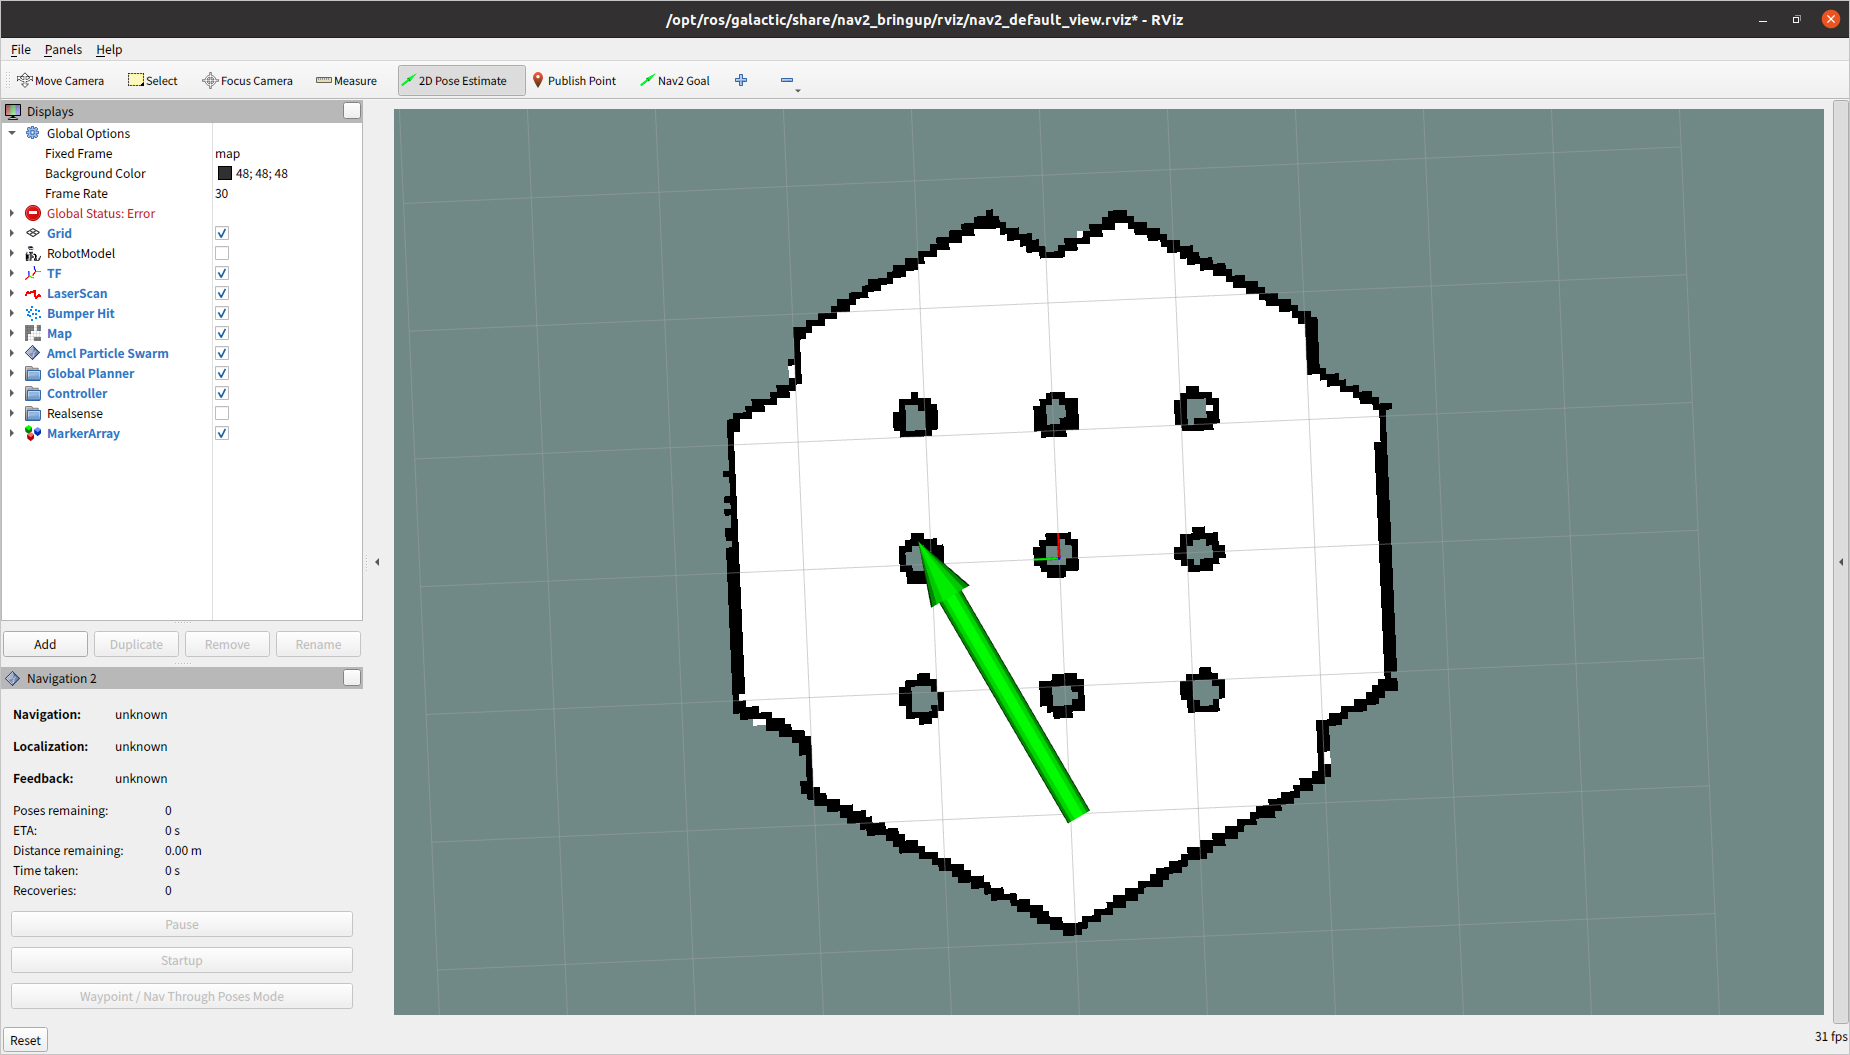 /opt/ros/galactic/share/nav2_bringup/rviz/nav2_default_view.rviz* - RViz
File Panels Help
Move Camera Select Focus Camera Measure 2D Pose Estimate Publish Point Nav2 Goal
Displays
Global Options
Fixed Frame map
Background Color 48; 48; 48
Frame Rate 30
Global Status: Error
Grid
RobotModel
TF
LaserScan
Bumper Hit
Map
Amcl Particle Swarm
Global Planner
Controller
Realsense
MarkerArray
Add Duplicate Remove Rename
Navigation 2
Navigation: unknown
Localization: unknown
Feedback: unknown
Poses remaining: 0
ETA: 0 s
Distance remaining: 0.00 m
Time taken: 0 s
Recoveries: 0
Pause
Startup
Waypoint / Nav Through Poses Mode
Reset
31 fps